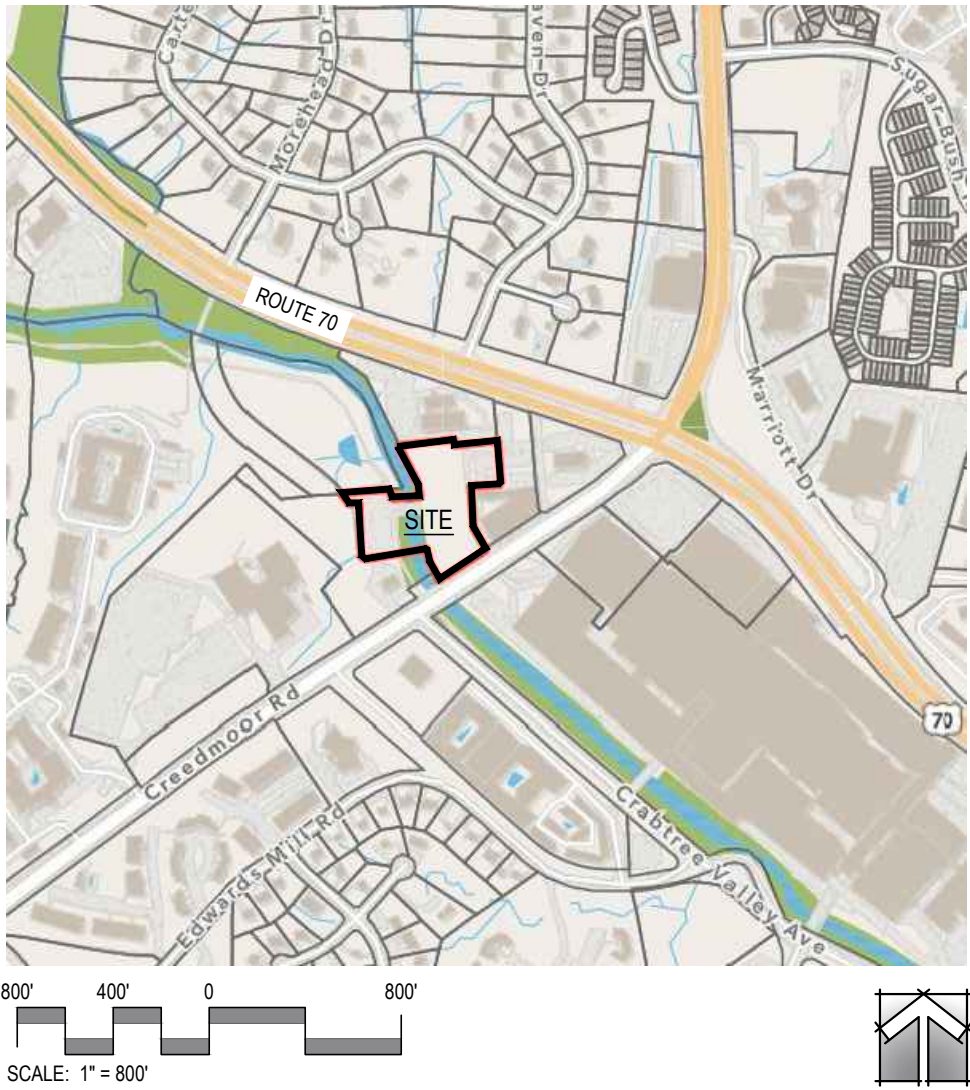 Morehead Dr
Sugar Bush
ROUTE 70
Marriott Dr
SITE
70
Creedmoor Rd
Crabtree Valley Ave
Edwards Mill Rd
800' 400' 0 800'
SCALE: 1" = 800'